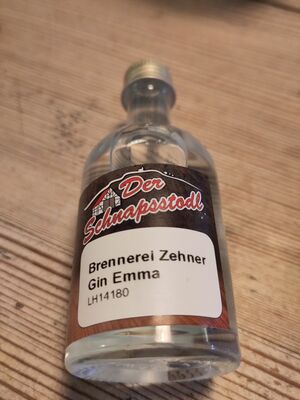 Der
Schnapsstodl
Brennerei Zehner
Gin Emma
LH14180